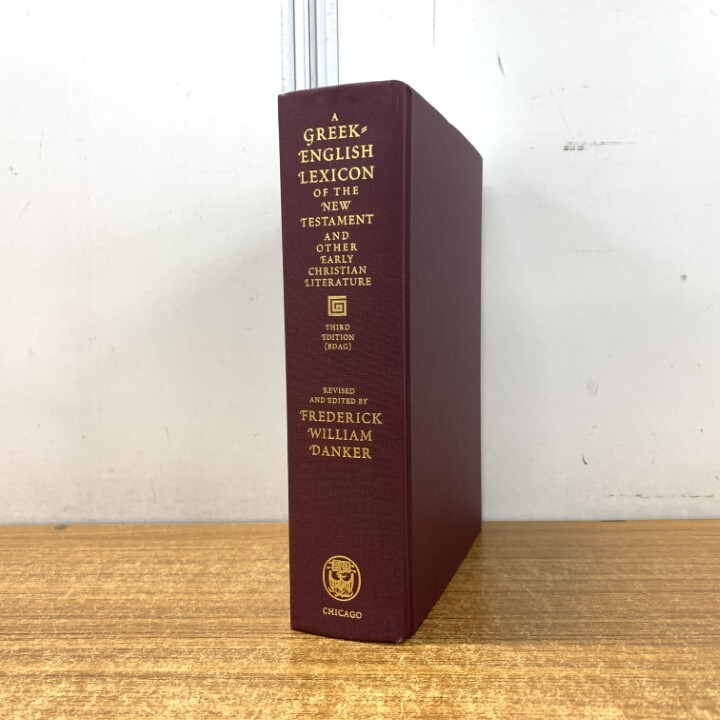 A
GREEK=
ENGLISH
LEXICON
OF THE
NEW
TESTAMENT
AND
OTHER
EARLY
CHRISTIAN
LITERATURE
THIRD
EDITION
(BDAG)
REVISED
AND EDITED BY
FREDERICK
WILLIAM
DANKER
CHICAGO